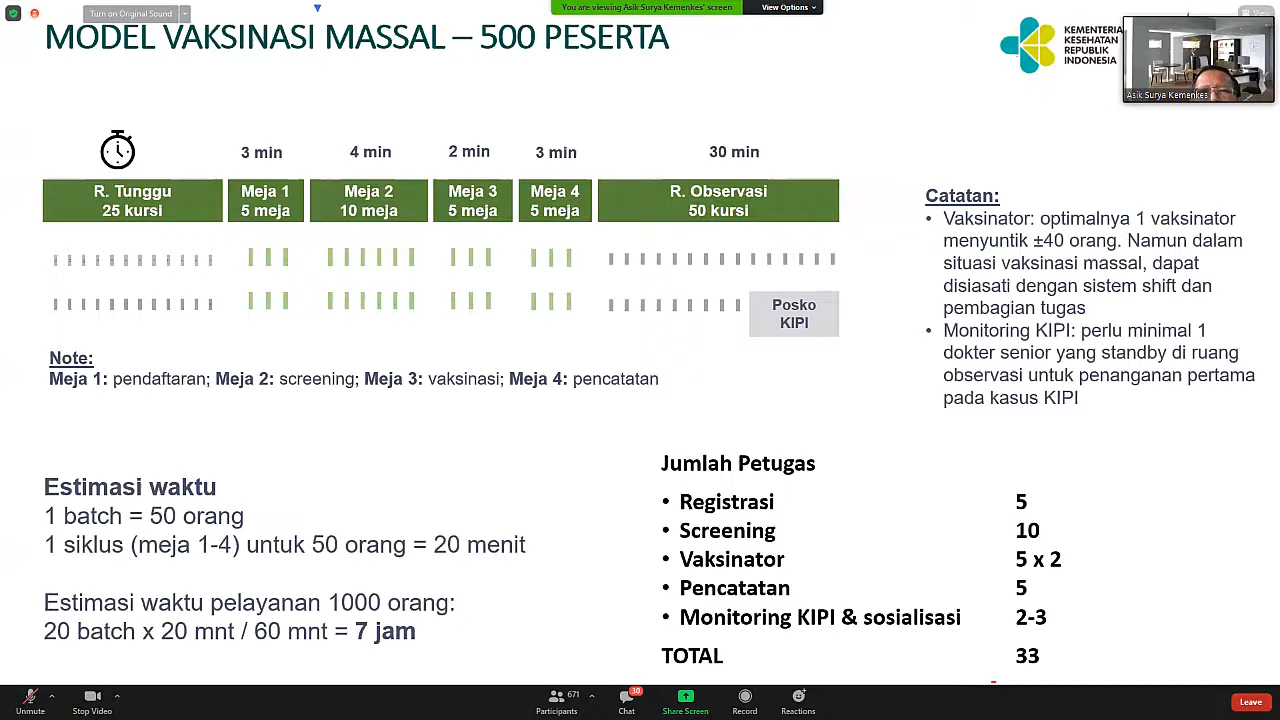 Turn on Original Sound
You are viewing Asik Surya Kemenkes' screen
View Options
View
MODEL VAKSINASI MASSAL – 500 PESERTA
KEMENTERIA
KESEHATAN
REPUBLIK
INDONESIA
Asik Surya Kemenkes
3 min 4 min 2 min 3 min 30 min
R. Tunggu Meja 1 Meja 2 Meja 3 Meja 4 R. Observasi
25 kursi 5 meja 10 meja 5 meja 5 meja 50 kursi
Posko
KIPI
Note:
Meja 1: pendaftaran; Meja 2: screening; Meja 3: vaksinasi; Meja 4: pencatatan
Catatan:
• Vaksinator: optimalnya 1 vaksinator
menyuntik ±40 orang. Namun dalam
situasi vaksinasi massal, dapat
disiasati dengan sistem shift dan
pembagian tugas
• Monitoring KIPI: perlu minimal 1
dokter senior yang standby di ruang
observasi untuk penanganan pertama
pada kasus KIPI
Estimasi waktu
1 batch = 50 orang
1 siklus (meja 1-4) untuk 50 orang = 20 menit
Estimasi waktu pelayanan 1000 orang:
20 batch x 20 mnt / 60 mnt = 7 jam
Jumlah Petugas
• Registrasi 5
• Screening 10
• Vaksinator 5 x 2
• Pencatatan 5
• Monitoring KIPI & sosialisasi 2-3
TOTAL 33
Unmute
Stop Video
671
Participants
30
Chat
Share Screen
Record
Reactions
Leave